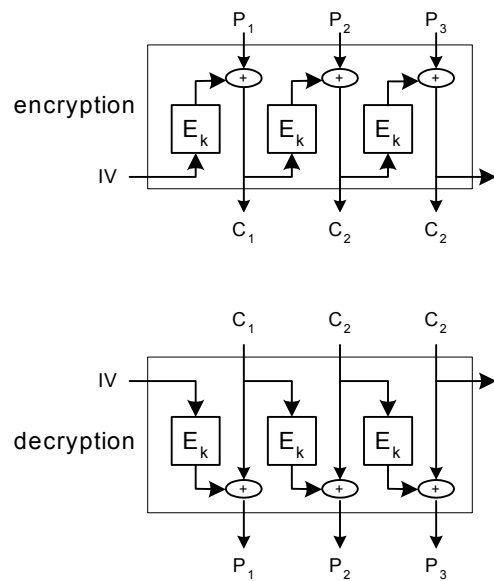 P1 P2 P3
+ + +
encryption
Ek Ek Ek
IV
C1 C2 C2
C1 C2 C2
IV
Ek Ek Ek
decryption
+ + +
P1 P2 P3